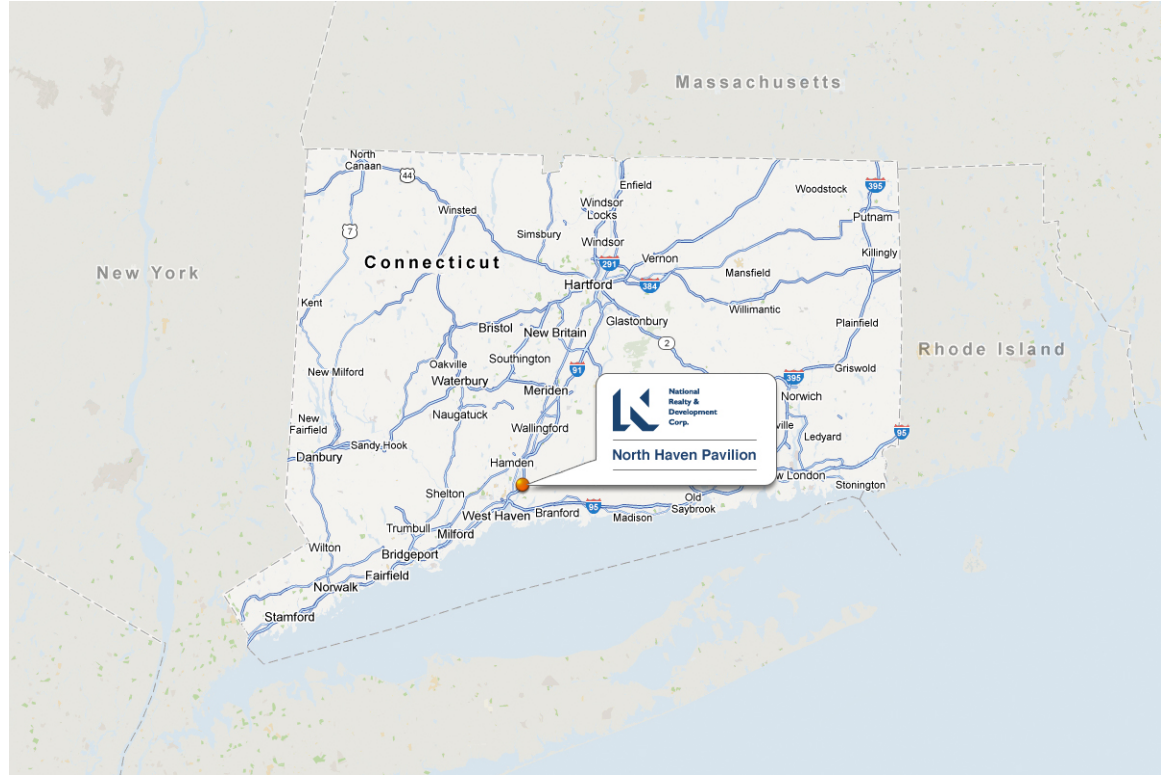 Massachusetts
North
Canaan
44
395
Enfield
Woodstock
Windsor
Locks
Winsted
Putnam
7
Simsbury
Windsor
Killingly
Connecticut
291
Vernon
New York
Mansfield
Hartford
384
Kent
Willimantic
Glastonbury
Plainfield
Bristol
New Britain
2
Rhode Island
Southington
Oakville
New Milford
91
Griswold
Waterbury
395
Meriden
National
Realty &
Development
Corp.
Norwich
Naugatuck
New
Fairfield
Wallingford
ville
Ledyard
95
Sandy Hook
Danbury
North Haven Pavilion
Hamden
w London
Stonington
Shelton
Old
Saybrook
95
West Haven
Branford
Madison
Trumbull
Milford
Wilton
Bridgeport
Fairfield
Norwalk
Stamford